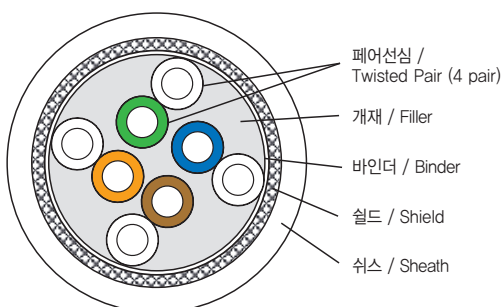 페어선심 /
Twisted Pair (4 pair)
개재 / Filler
바인더 / Binder
쉴드 / Shield
쉬스 / Sheath